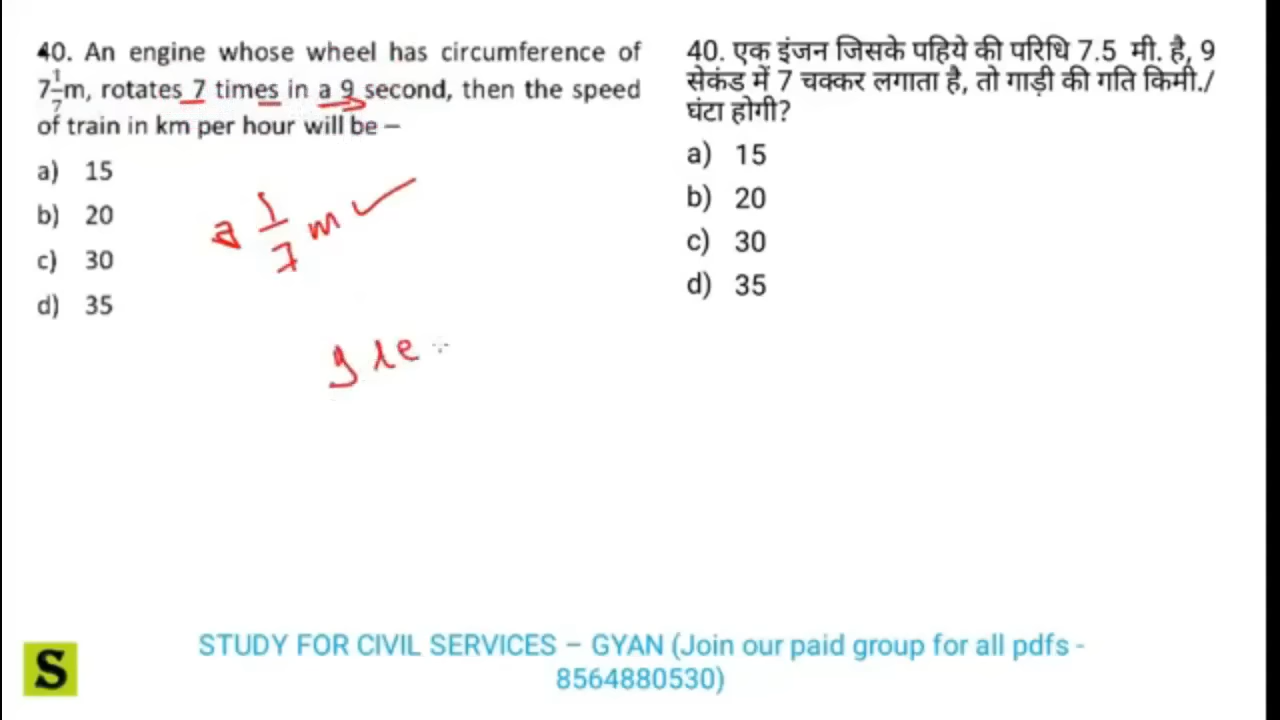 40. An engine whose wheel has circumference of
7 1/7 m, rotates 7 times in a 9 second, then the speed
of train in km per hour will be –
a) 15
b) 20
c) 30
d) 35
7 1/7 m
9 se
40. एक इंजन जिसके पहिये की परिधि 7.5 मी. है, 9
सेकंड में 7 चक्कर लगाता है, तो गाड़ी की गति किमी./
घंटा होगी?
a) 15
b) 20
c) 30
d) 35
S
STUDY FOR CIVIL SERVICES – GYAN (Join our paid group for all pdfs -
8564880530)